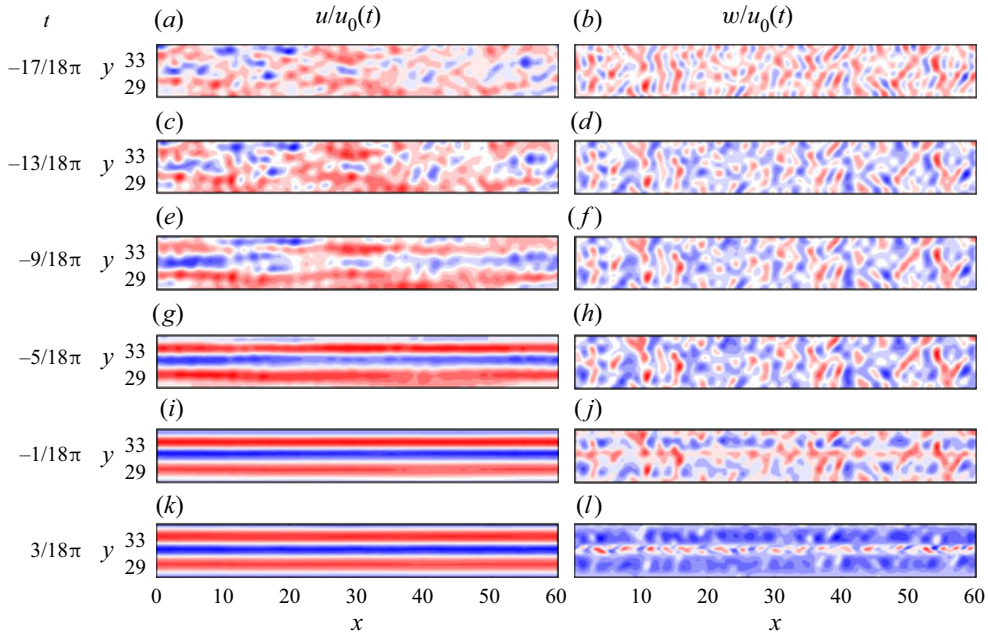 t (a) u/u0(t) (b) w/u0(t)
–17/18π y 33 29
(c) (d)
–13/18π y 33 29
(e) (f)
–9/18π y 33 29
(g) (h)
–5/18π y 33 29
(i) (j)
–1/18π y 33 29
(k) (l)
3/18π y 33 29
0 10 20 30 40 50 60 0 10 20 30 40 50 60
x x